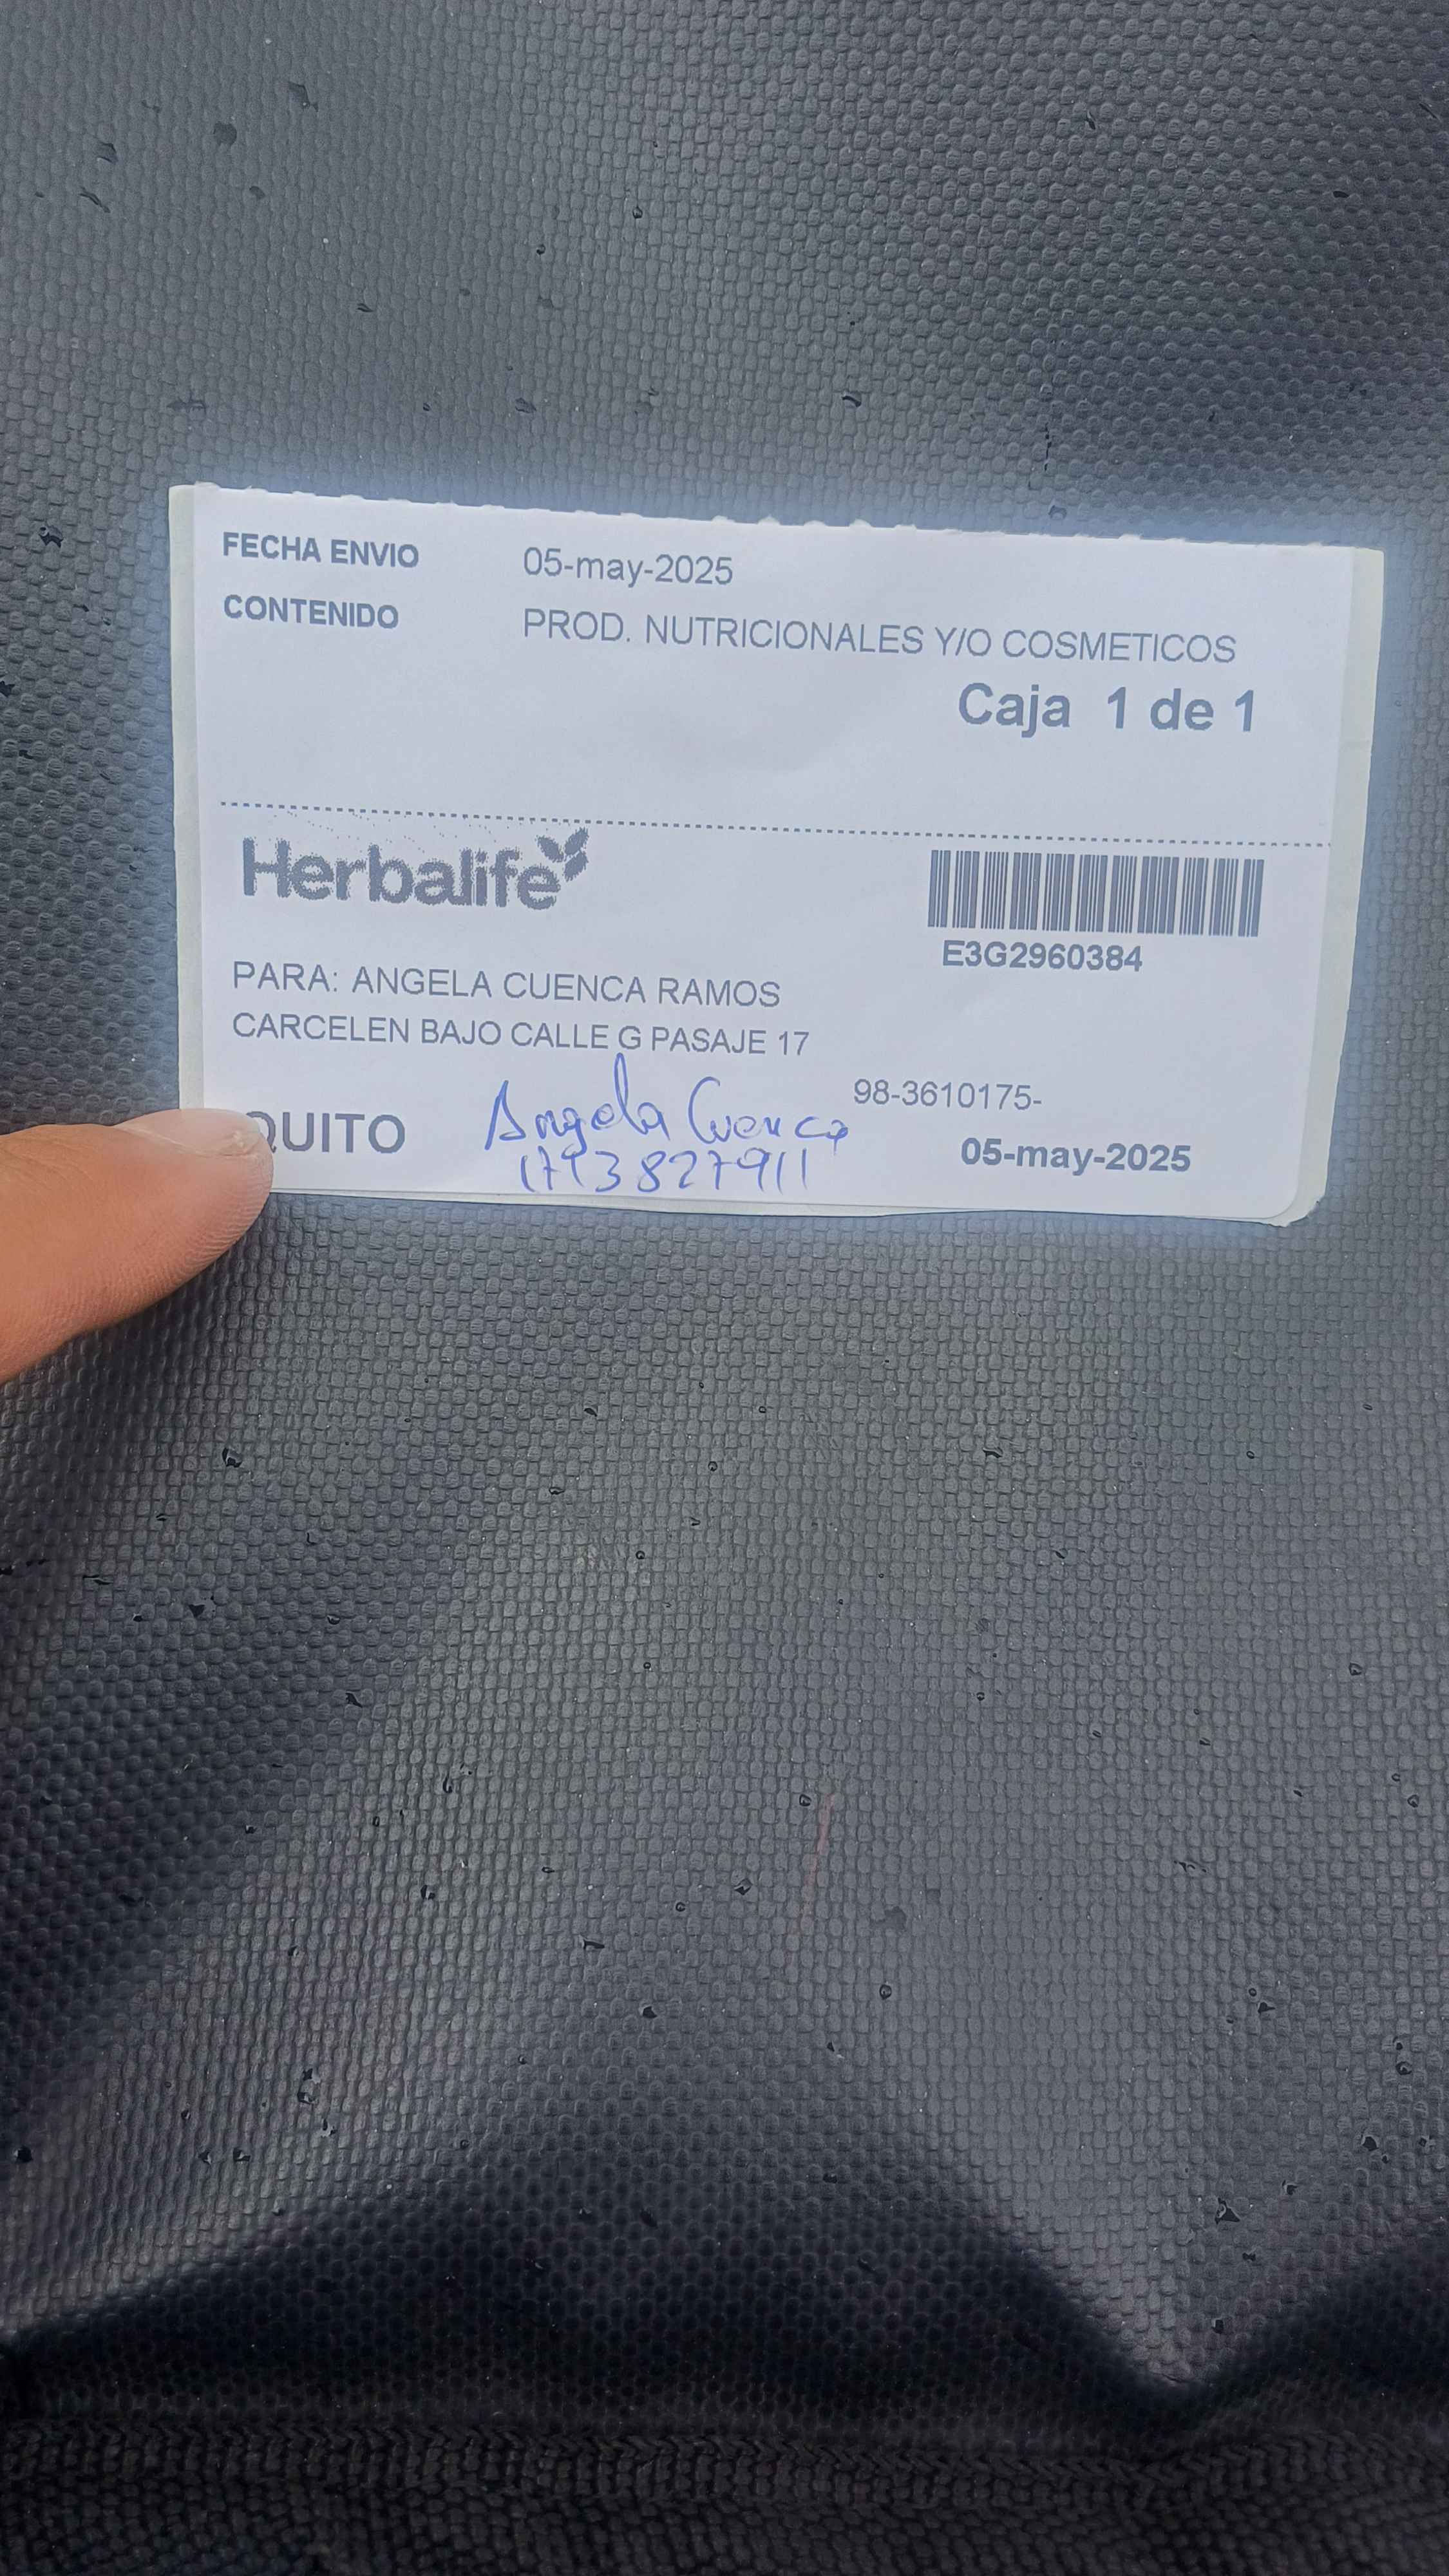 FECHA ENVIO 05-may-2025
CONTENIDO PROD. NUTRICIONALES Y/O COSMETICOS
Caja 1 de 1
Herbalife
E3G2960384
PARA: ANGELA CUENCA RAMOS
CARCELEN BAJO CALLE G PASAJE 17
98-3610175-
QUITO
Angela Cuenca
1793827911
05-may-2025